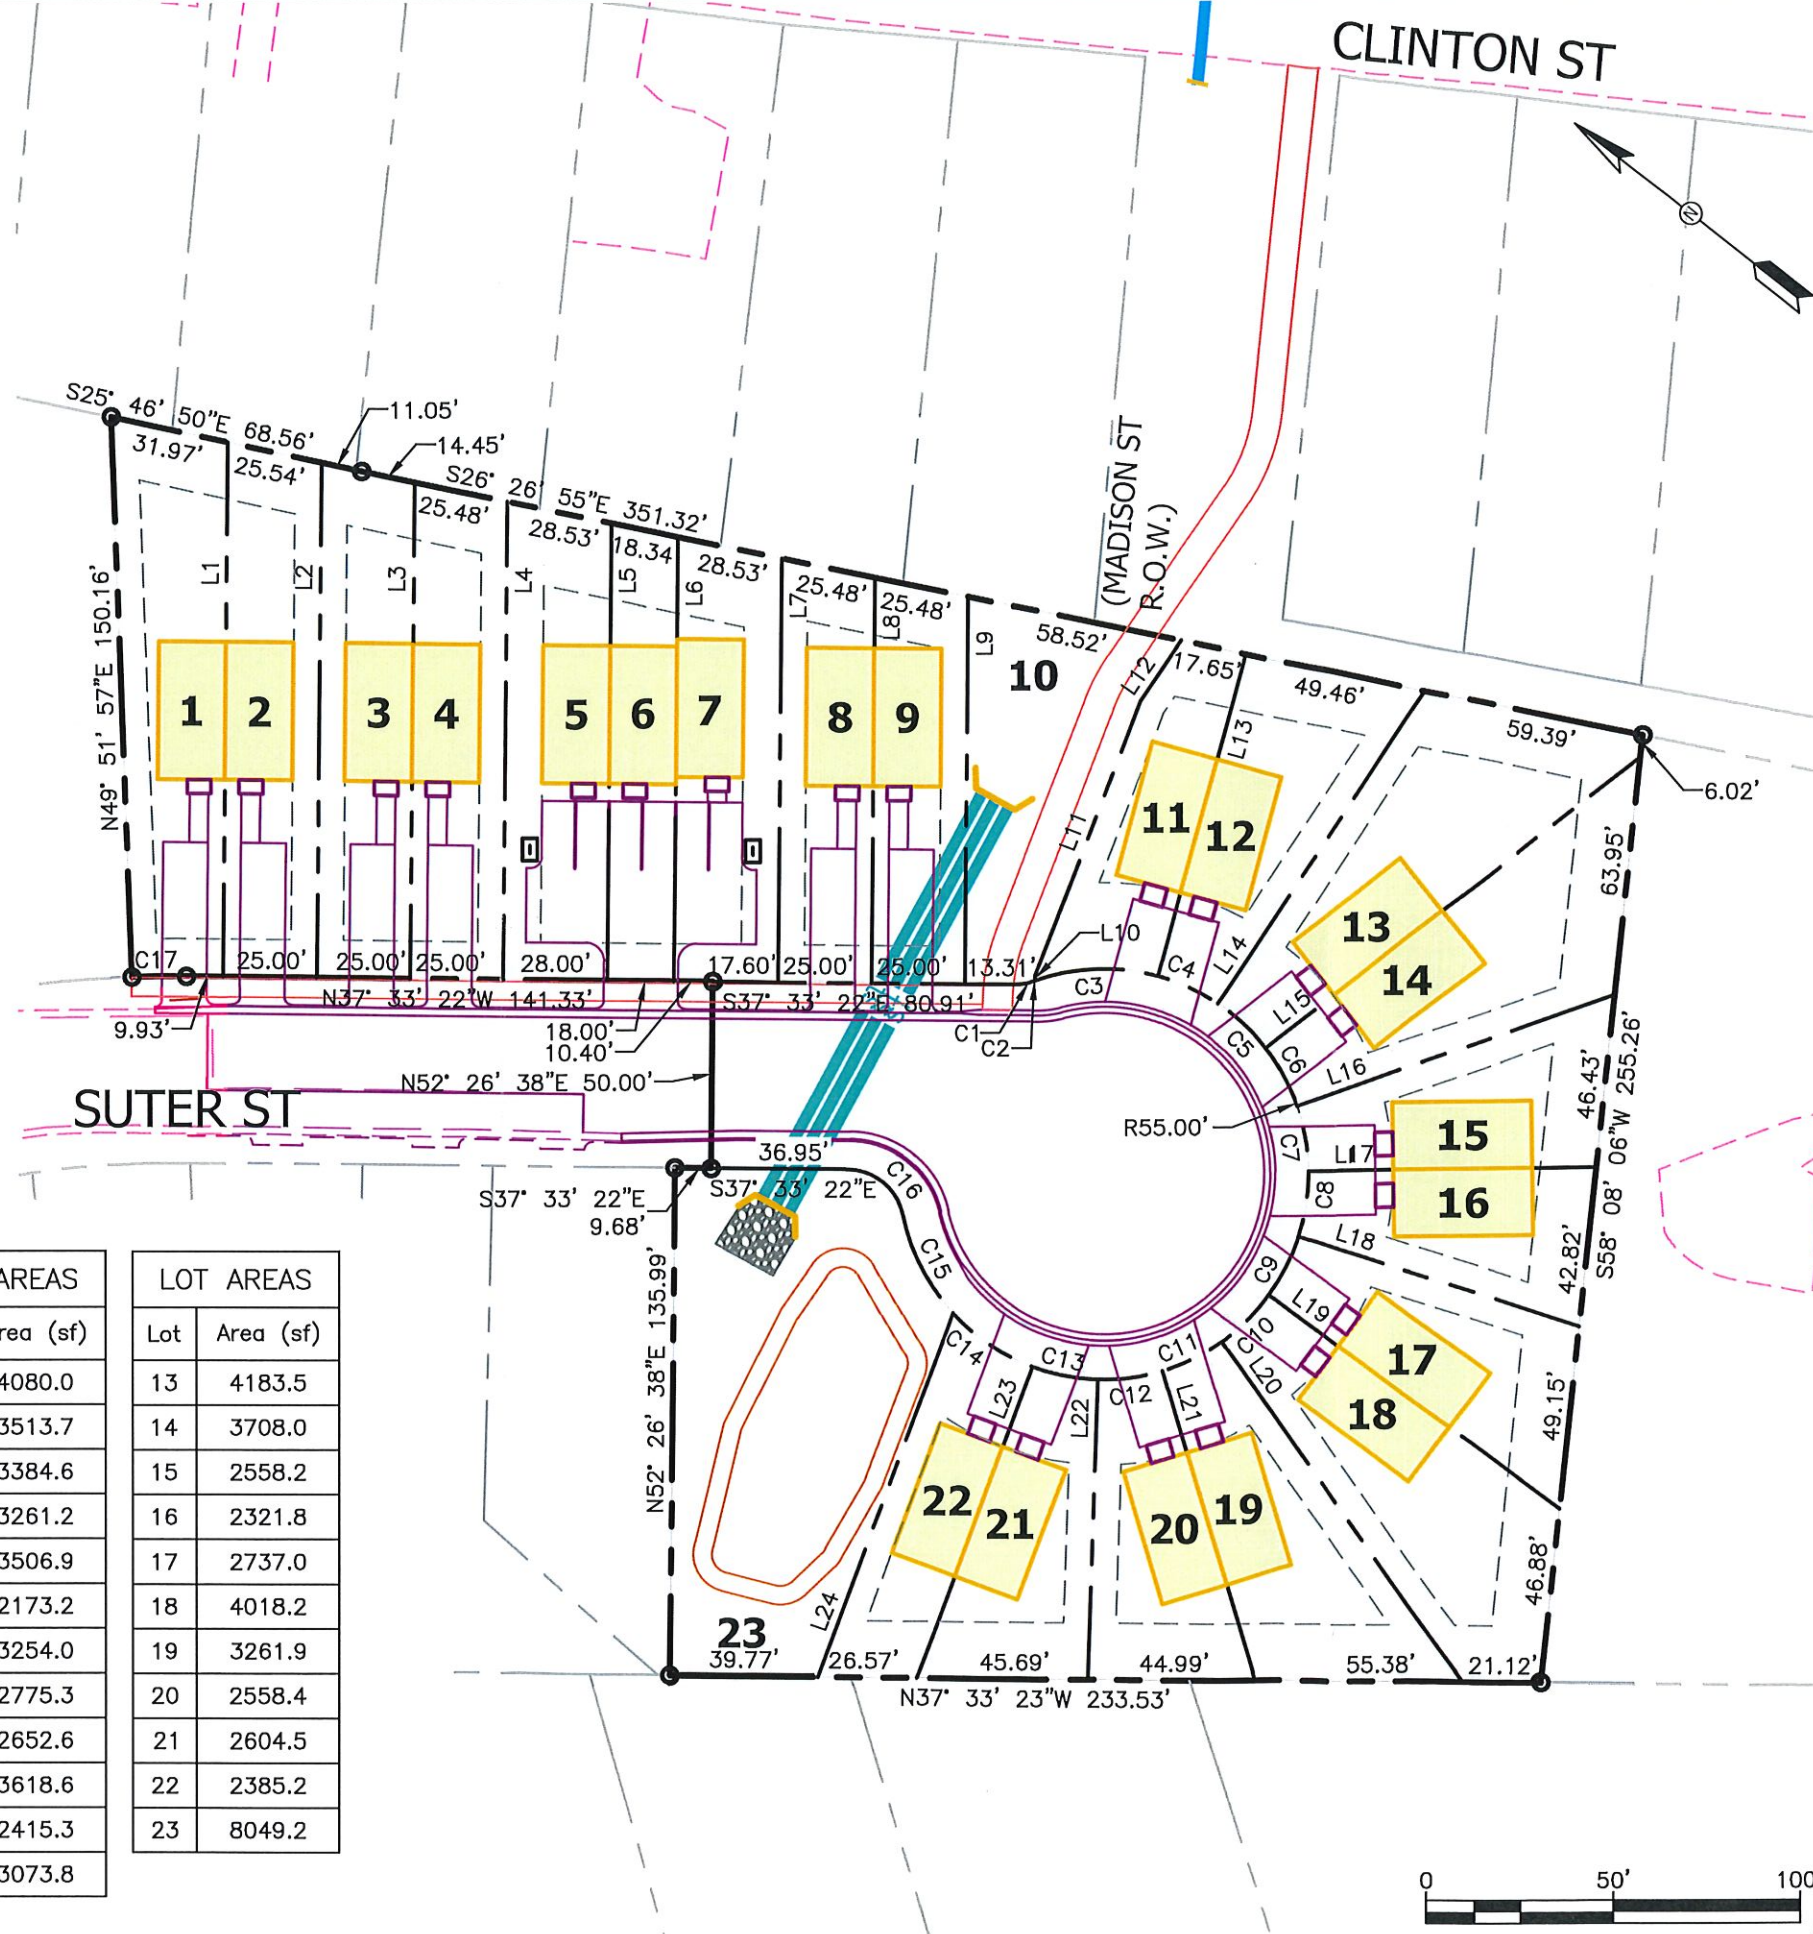 CLINTON ST
N
(MADISON ST
R.O.W.)
S25° 46' 50"E 68.56'
11.05'
14.45'
S26° 26' 55"E 351.32'
31.97'
25.54'
25.48'
28.53'
18.34
28.53'
25.48'
25.48'
58.52'
17.65'
49.46'
59.39'
6.02'
N49° 51' 57"E 150.16'
L1
L2
L3
L4
L5
L6
L7
L8
L9
10
L12
L13
L11
1
2
3
4
5
6
7
8
9
11
12
13
14
63.95'
L10
C17
25.00'
25.00'
25.00'
28.00'
17.60'
25.00'
25.00'
13.31'
C3
C4
L14
N37° 33' 22"W 141.33'
S37° 33' 22"E 80.91'
9.93'
18.00'
10.40'
C1
C2
C5
L15
C6
L16
N52° 26' 38"E 50.00'
SUTER ST
R55.00'
46.43'
S58° 08' 06"W 255.26'
36.95'
S37° 33' 22"E
C16
S37° 33' 22"E
9.68'
C7
L17
C8
15
16
L18
42.82'
C15
C9
L19
C10
17
18
L20
49.15'
N52° 26' 38"E 135.99'
C14
C13
C12
C11
L23
L22
L21
22
21
20
19
46.88'
23
L24
39.77'
26.57'
45.69'
44.99'
55.38'
21.12'
N37° 33' 23"W 233.53'
AREAS
rea (sf)
4080.0
3513.7
3384.6
3261.2
3506.9
2173.2
3254.0
2775.3
2652.6
3618.6
2415.3
3073.8
LOT AREAS
Lot Area (sf)
13 4183.5
14 3708.0
15 2558.2
16 2321.8
17 2737.0
18 4018.2
19 3261.9
20 2558.4
21 2604.5
22 2385.2
23 8049.2
0 50' 100